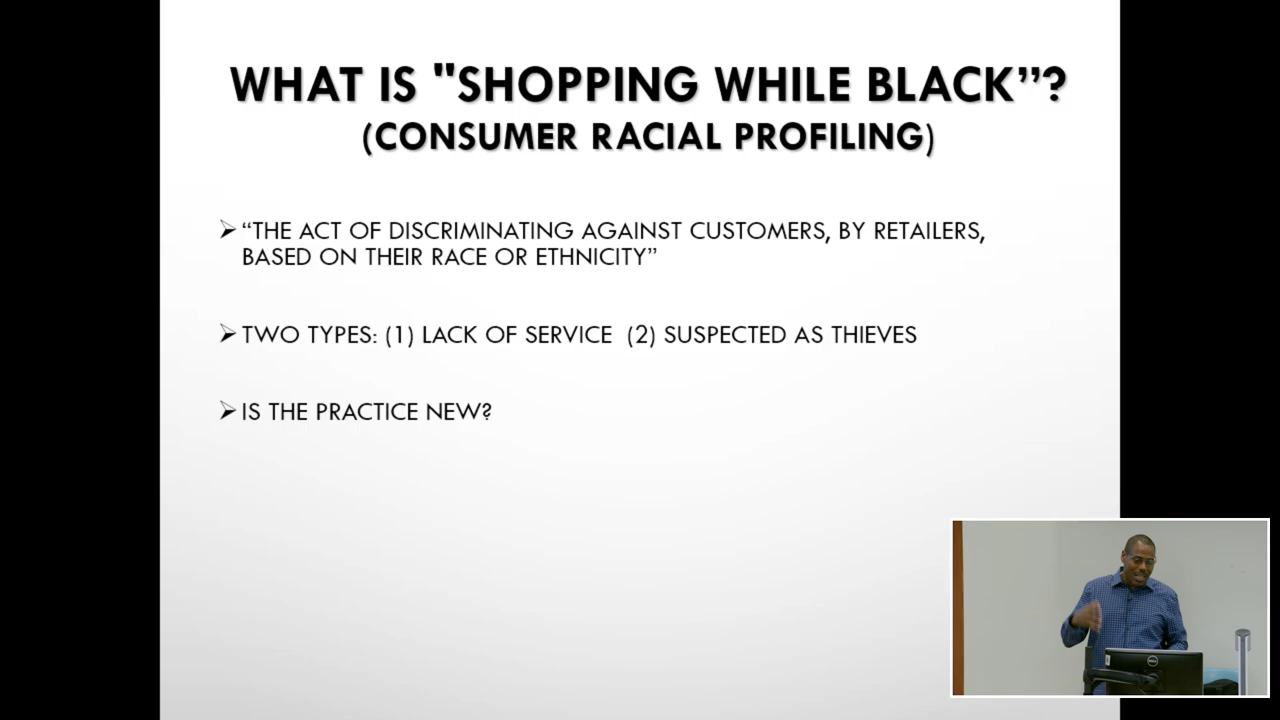 WHAT IS "SHOPPING WHILE BLACK”?
(CONSUMER RACIAL PROFILING)
“THE ACT OF DISCRIMINATING AGAINST CUSTOMERS, BY RETAILERS,
BASED ON THEIR RACE OR ETHNICITY”
TWO TYPES: (1) LACK OF SERVICE (2) SUSPECTED AS THIEVES
IS THE PRACTICE NEW?
DELL